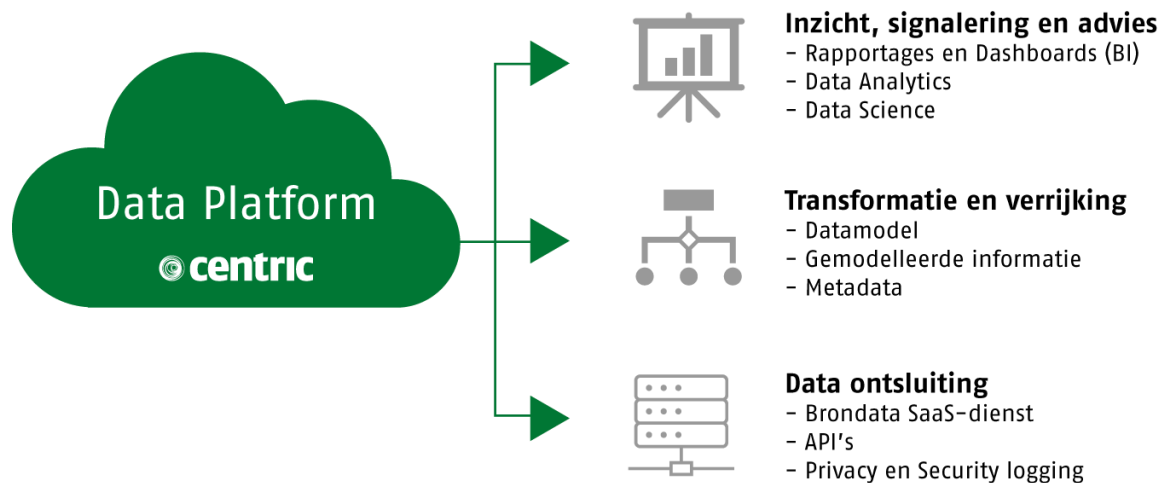 Data Platform
centric
Inzicht, signalering en advies
– Rapportages en Dashboards (BI)
– Data Analytics
– Data Science
Transformatie en verrijking
– Datamodel
– Gemodelleerde informatie
– Metadata
Data ontsluiting
– Brondata SaaS-dienst
– API's
– Privacy en Security logging